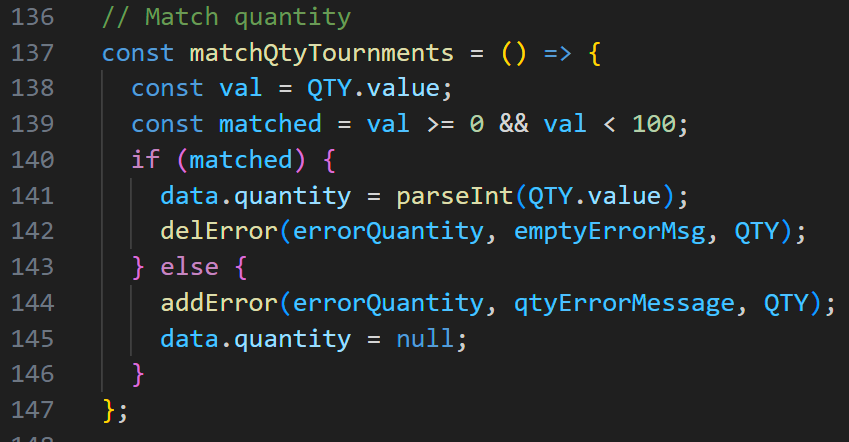 136 // Match quantity
137 const matchQtyTournments = () => {
138 const val = QTY.value;
139 const matched = val >= 0 && val < 100;
140 if (matched) {
141 data.quantity = parseInt(QTY.value);
142 delError(errorQuantity, emptyErrorMsg, QTY);
143 } else {
144 addError(errorQuantity, qtyErrorMessage, QTY);
145 data.quantity = null;
146 }
147 };